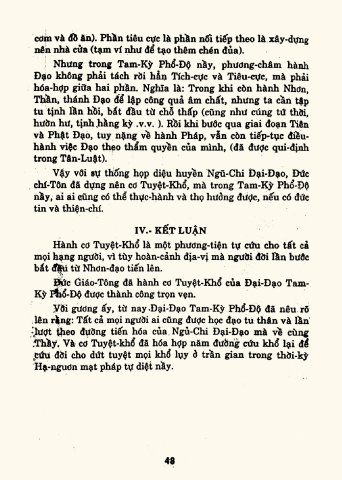 cơm và đồ ăn). Phần tiêu cực là phần nối tiếp theo là xây-dựng
nên nhà cửa (tạm ví như để tạo thêm chén đủa).
Nhưng trong Tam-Kỳ Phổ-Độ nầy, phương-châm hành
Đạo không phải tách rời hẳn Tích-cực và Tiêu-cực, mà phải
hóa-hợp giữa hai phần. Nghĩa là: Trong khi còn hành Nhơn,
Thần, thánh Đạo để lập công quả âm chất, nhưng ta cần tập
tu tịnh lần hồi, bắt đầu từ chỗ thấp (cũng như cúng tứ thời,
hườn hư, tịnh hằng kỳ .v.v. ). Rồi khi bước qua giai đoạn Tiên
và Phật Đạo, tuy nặng về hành Pháp, vẫn còn tiếp-tục điều-
hành việc Đạo theo thẩm quyền của mình, (đã được qui-định
trong Tân-Luật).
Vậy với sự thống hợp diệu huyền Ngũ-Chi Đại-Đạo, Đức
chí-Tôn đã dựng nên cơ Tuyệt-Khổ, mà trong Tam-Kỳ Phổ-Độ
nầy, ai ai cũng có thể thực-hành và thọ hưởng được, nếu có đức
tin và thiện-chí.
IV.- KẾT LUẬN
Hành cơ Tuyệt-Khổ là một phương-tiện tự cứu cho tất cả
mọi hạng người, vì tùy hoàn-cảnh địa-vị mà người đời lần bước
bắt đầu từ Nhơn-đạo tiến lên.
Đức Giáo-Tông đã hành cơ Tuyệt-Khổ của Đại-Đạo Tam-
Kỳ Phổ-Độ được thành công trọn vẹn.
Với gương ấy, từ nay Đại-Đạo Tam-Kỳ Phổ-Độ đã nêu rõ
lên rằng: Tất cả mọi người ai cũng được học đạo tu thân và lần
lượt theo đường tiến hóa của Ngũ-Chi Đại-Đạo mà về cùng
Thầy. Và cơ Tuyệt-khổ đã hóa hợp năm đường cứu khổ lại để
cứu đời cho dứt tuyệt mọi khổ lụy ở trần gian trong thời-kỳ
Hạ-nguơn mạt pháp tự diệt nầy.
48